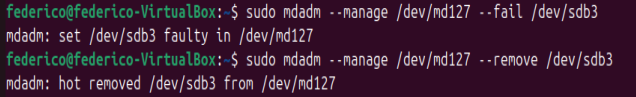 federico@federico-VirtualBox:~$ sudo mdadm --manage /dev/md127 --fail /dev/sdb3
mdadm: set /dev/sdb3 faulty in /dev/md127
federico@federico-VirtualBox:~$ sudo mdadm --manage /dev/md127 --remove /dev/sdb3
mdadm: hot removed /dev/sdb3 from /dev/md127